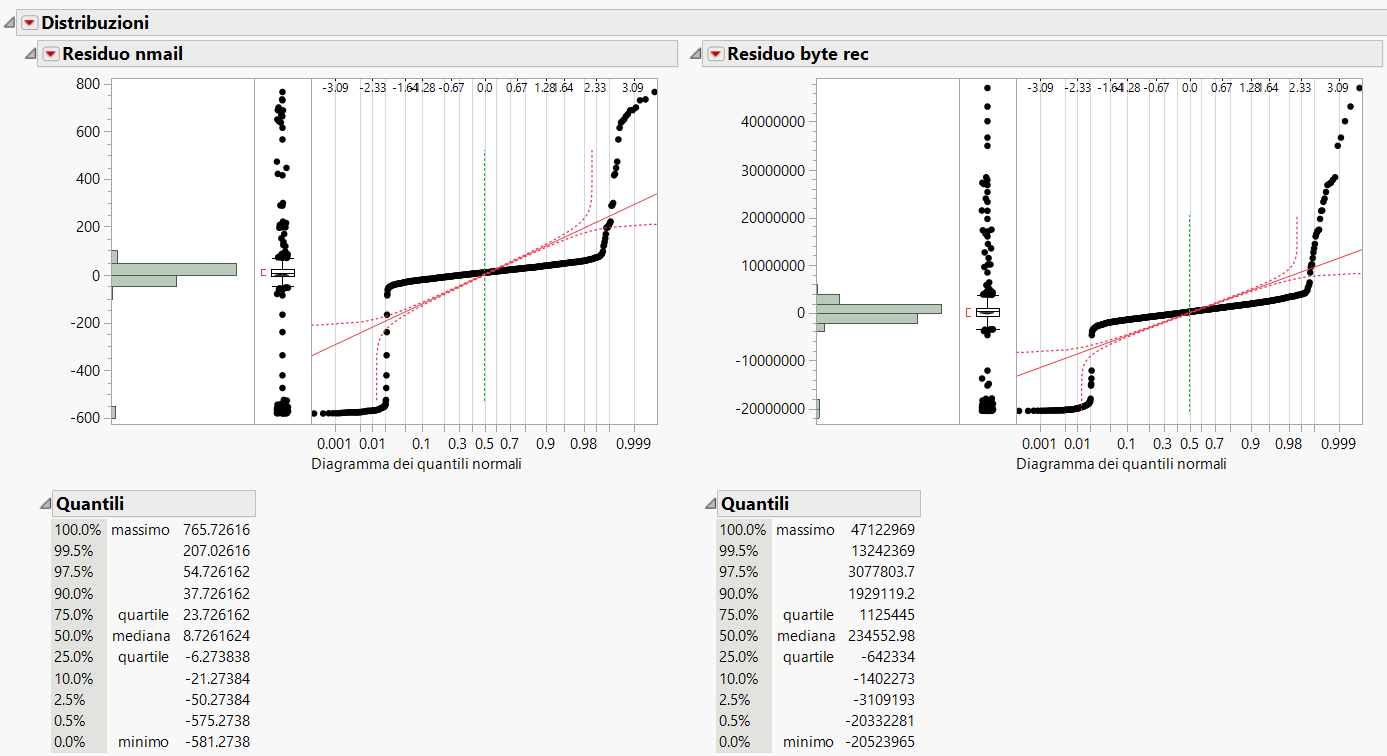 Distribuzioni
Residuo nmail
800
600
400
200
0
-200
-400
-600
-3.09 -2.33 -1.64 -1.28 -0.67 0.0 0.67 1.28 1.64 2.33 3.09
0.001 0.01 0.1 0.3 0.5 0.7 0.9 0.98 0.999
Diagramma dei quantili normali
Quantili
100.0% massimo 765.72616
99.5% 207.02616
97.5% 54.726162
90.0% 37.726162
75.0% quartile 23.726162
50.0% mediana 8.7261624
25.0% quartile -6.273838
10.0% -21.27384
2.5% -50.27384
0.5% -575.2738
0.0% minimo -581.2738
Residuo byte rec
40000000
30000000
20000000
10000000
0
-10000000
-20000000
-3.09 -2.33 -1.64 -1.28 -0.67 0.0 0.67 1.28 1.64 2.33 3.09
0.001 0.01 0.1 0.3 0.5 0.7 0.9 0.98 0.999
Diagramma dei quantili normali
Quantili
100.0% massimo 47122969
99.5% 13242369
97.5% 3077803.7
90.0% 1929119.2
75.0% quartile 1125445
50.0% mediana 234552.98
25.0% quartile -642334
10.0% -1402273
2.5% -3109193
0.5% -20332281
0.0% minimo -20523965